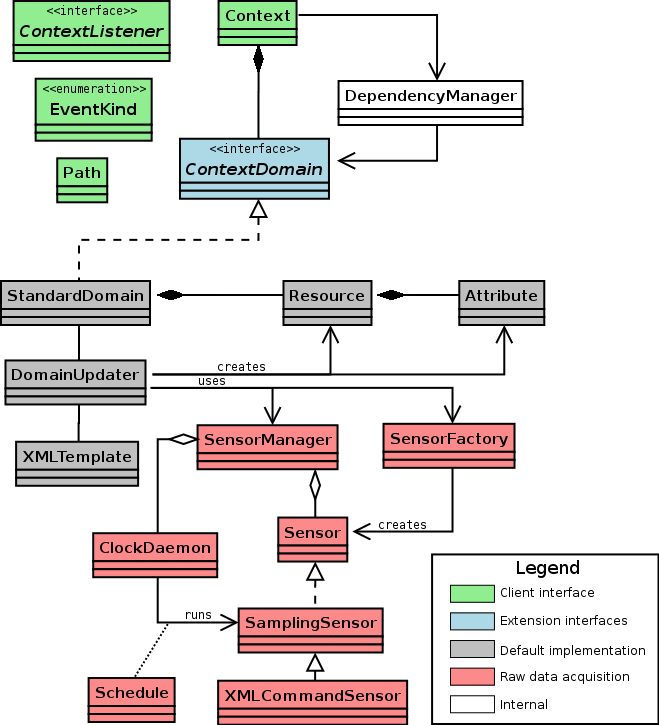 <<interface>>
ContextListener
Context
<<enumeration>>
EventKind
DependencyManager
Path
<<interface>>
ContextDomain
StandardDomain
Resource
Attribute
DomainUpdater
creates
uses
XMLTemplate
SensorManager
SensorFactory
Sensor
creates
ClockDaemon
runs
SamplingSensor
Schedule
XMLCommandSensor
Legend
Client interface
Extension interfaces
Default implementation
Raw data acquisition
Internal